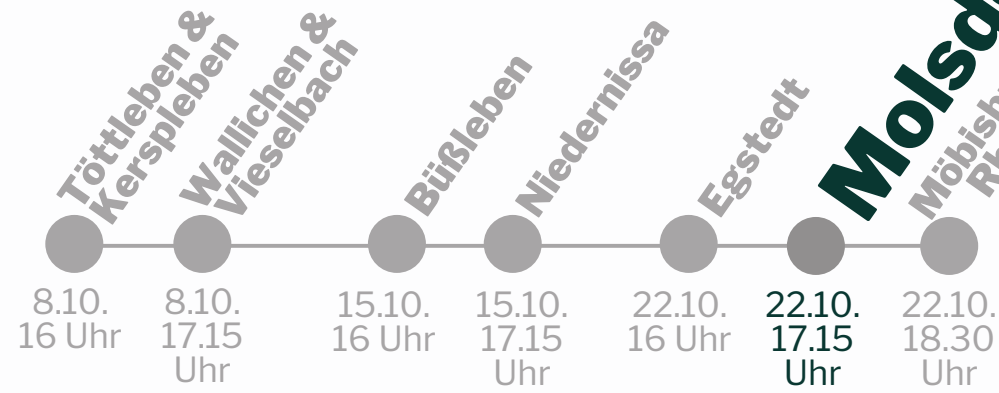 Töttleben &
Kerspleben
Wallichen &
Vieselbach
Büßleben
Niedernissa
Egstedt
8.10.
16 Uhr
8.10.
17.15
Uhr
15.10.
16 Uhr
15.10.
17.15
Uhr
22.10.
16 Uhr
22.10.
17.15
Uhr
22.10.
18.30
Uhr